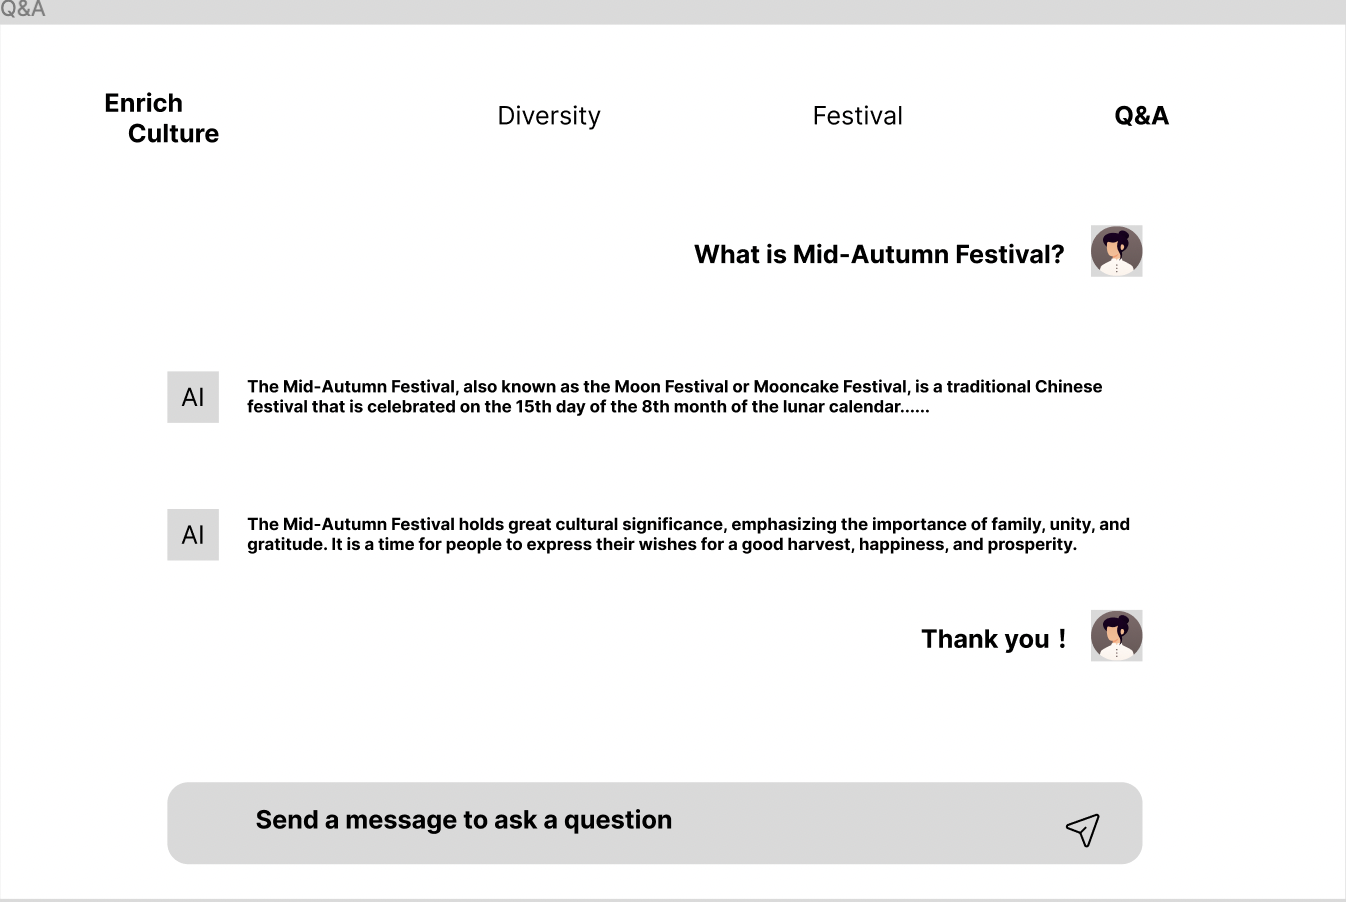 Q&A
Enrich
Culture
Diversity
Festival
Q&A
What is Mid-Autumn Festival?
AI
The Mid-Autumn Festival, also known as the Moon Festival or Mooncake Festival, is a traditional Chinese
festival that is celebrated on the 15th day of the 8th month of the lunar calendar......
AI
The Mid-Autumn Festival holds great cultural significance, emphasizing the importance of family, unity, and
gratitude. It is a time for people to express their wishes for a good harvest, happiness, and prosperity.
Thank you！
Send a message to ask a question